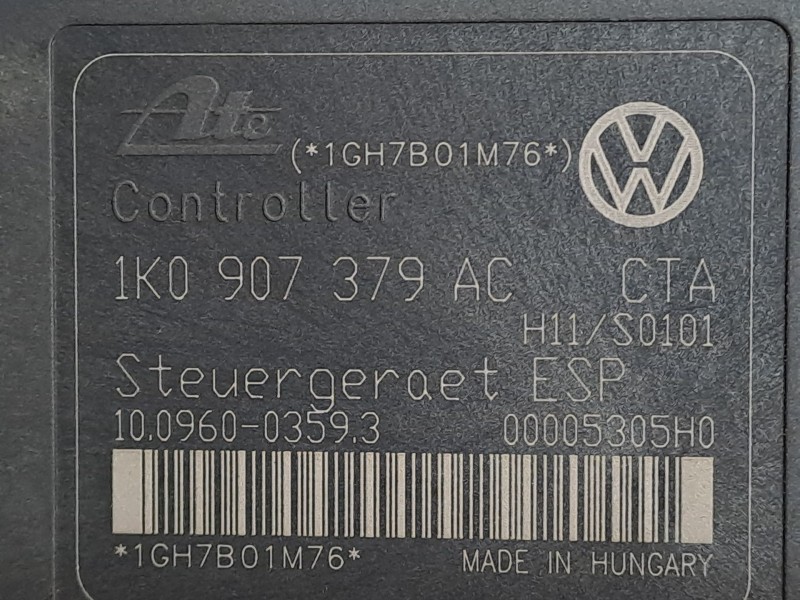 Ate
(*1GH7B01M76*)
Controller
1K0 907 379 AC CTA
H11/S0101
Steuergeraet ESP
10.0960-0359.3 00005305H0
*1GH7B01M76* MADE IN HUNGARY